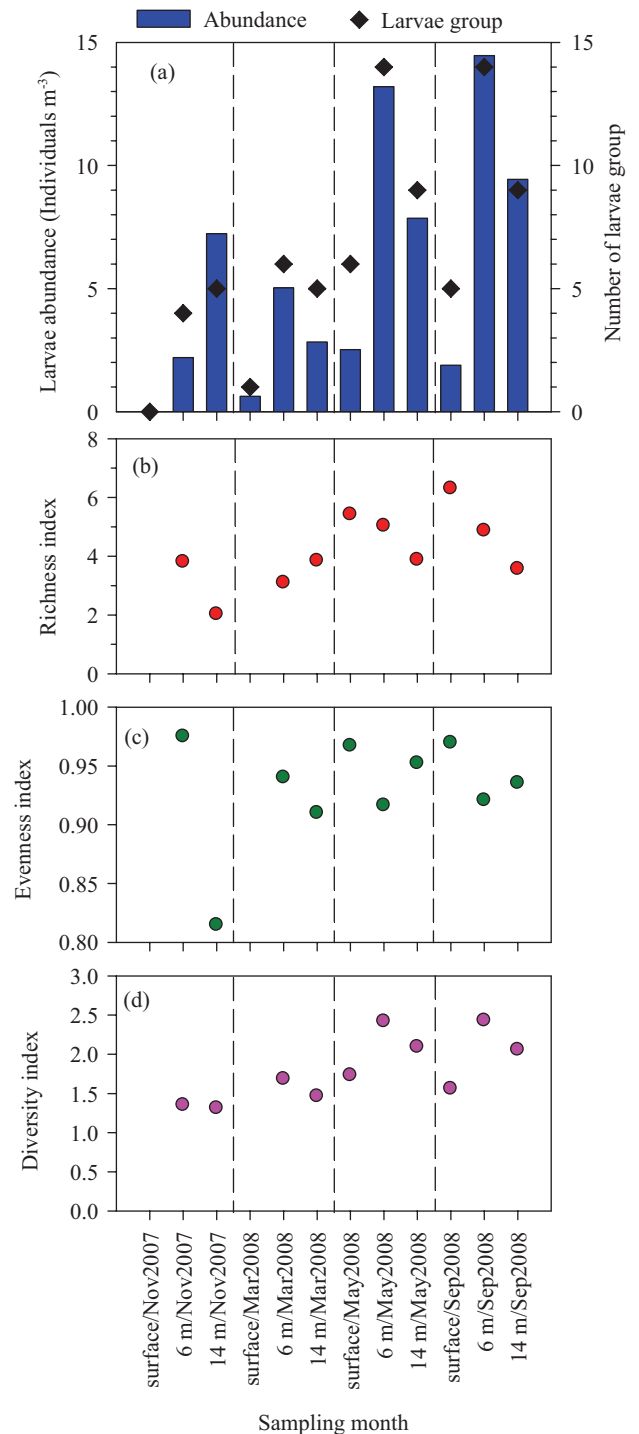 Abundance
Larvae group
(a)
Larvae abundance (Individuals m⁻³)
15
10
5
0
15
10
5
0
Number of larvae group
(b)
Richness index
8
6
4
2
0
(c)
Evenness index
1.00
0.95
0.90
0.85
0.80
(d)
Diversity index
3.0
2.5
2.0
1.5
1.0
0.5
0.0
surface/Nov2007
6 m/Nov2007
14 m/Nov2007
surface/Mar2008
6 m/Mar2008
14 m/Mar2008
surface/May2008
6 m/May2008
14 m/May2008
surface/Sep2008
6 m/Sep2008
14 m/Sep2008
Sampling month